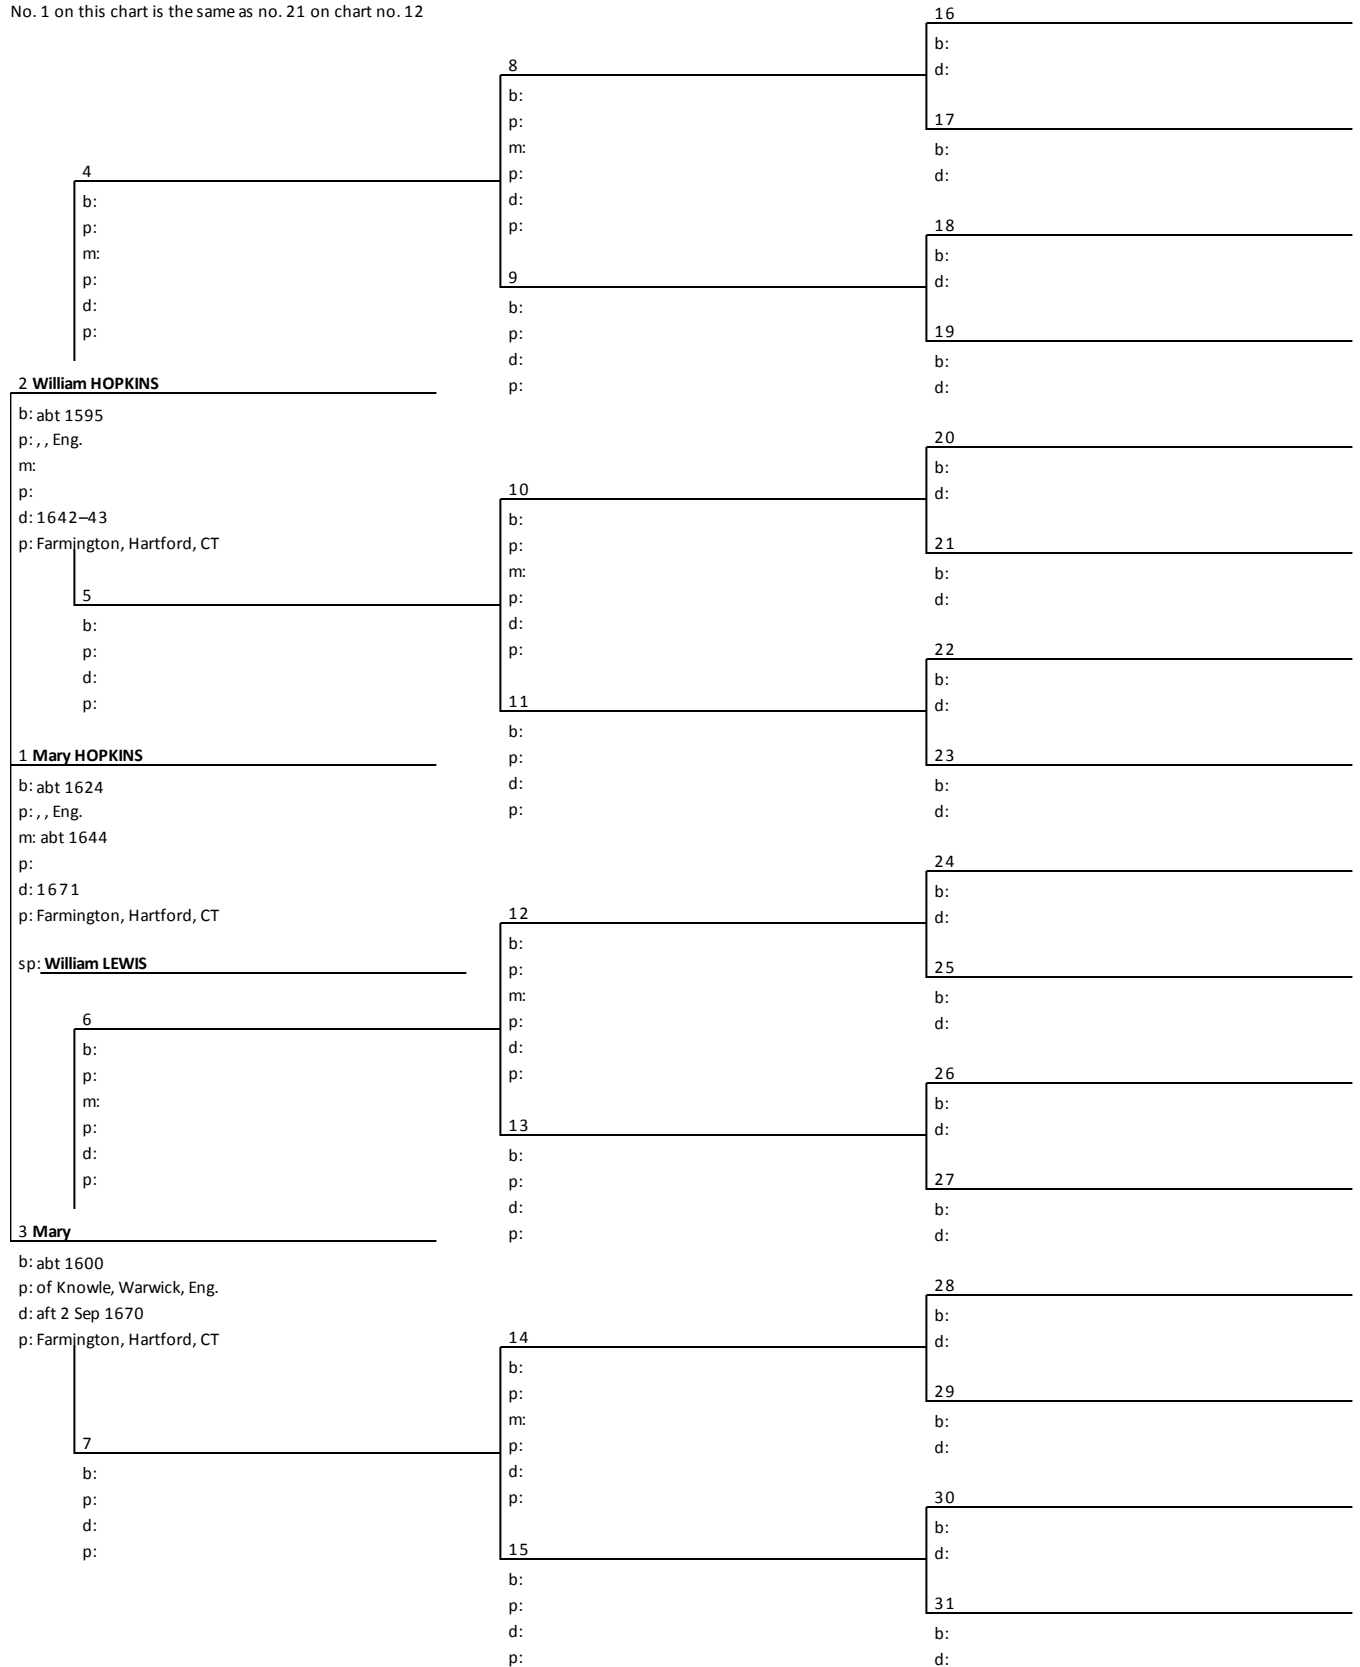 No. 1 on this chart is the same as no. 21 on chart no. 12
16
b:
d:
8
b:
p:
m:
p:
d:
p:
17
b:
d:
4
b:
p:
m:
p:
d:
p:
18
b:
d:
9
b:
p:
d:
p:
19
b:
d:
2 William HOPKINS
b: abt 1595
p: , , Eng.
m:
p:
d: 1642–43
p: Farmington, Hartford, CT
20
b:
d:
10
b:
p:
m:
p:
d:
p:
21
b:
d:
5
b:
p:
d:
p:
22
b:
d:
11
b:
p:
d:
p:
23
b:
d:
1 Mary HOPKINS
b: abt 1624
p: , , Eng.
m: abt 1644
p:
d: 1671
p: Farmington, Hartford, CT
sp: William LEWIS
24
b:
d:
12
b:
p:
m:
p:
d:
p:
25
b:
d:
6
b:
p:
m:
p:
d:
p:
26
b:
d:
13
b:
p:
d:
p:
27
b:
d:
3 Mary
b: abt 1600
p: of Knowle, Warwick, Eng.
d: aft 2 Sep 1670
p: Farmington, Hartford, CT
28
b:
d:
14
b:
p:
m:
p:
d:
p:
29
b:
d:
7
b:
p:
d:
p:
30
b:
d:
15
b:
p:
d:
p:
31
b:
d: